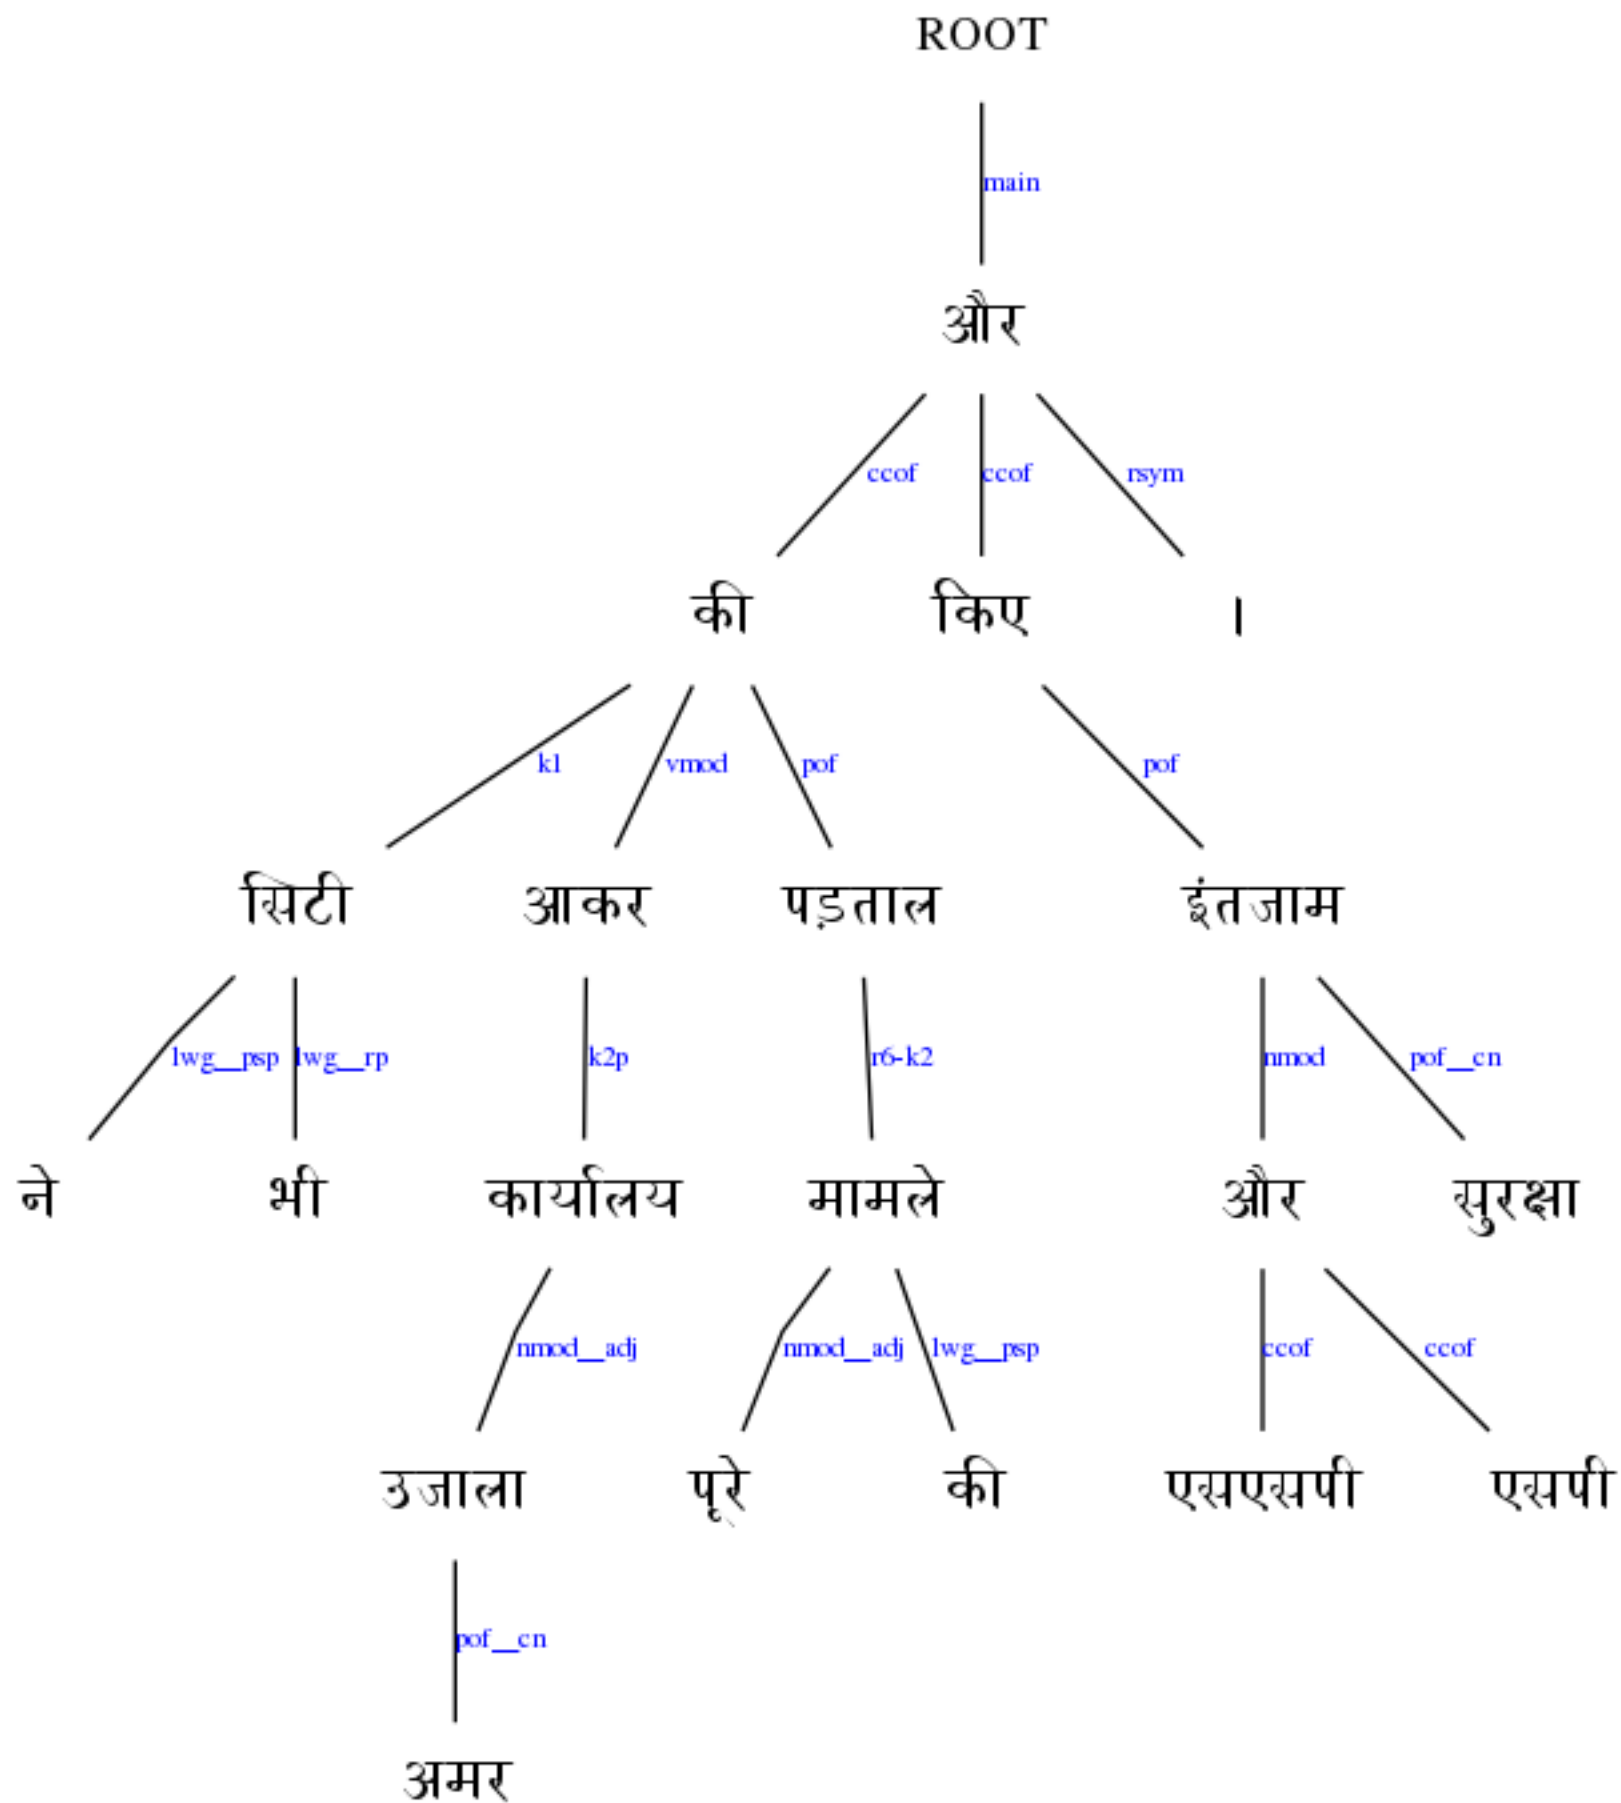 ROOT
main
और
ccof ccof rsym
की किए ।
k1 vmod pof pof
सिटी आकर पड़ताल इंतजाम
lwg__psp lwg__rp k2p r6-k2 nmod pof__cn
ने भी कार्यालय मामले और सुरक्षा
nmod__adj nmod__adj lwg__psp ccof ccof
उजाला पूरे की एसएसपी एसपी
pof__cn
अमर